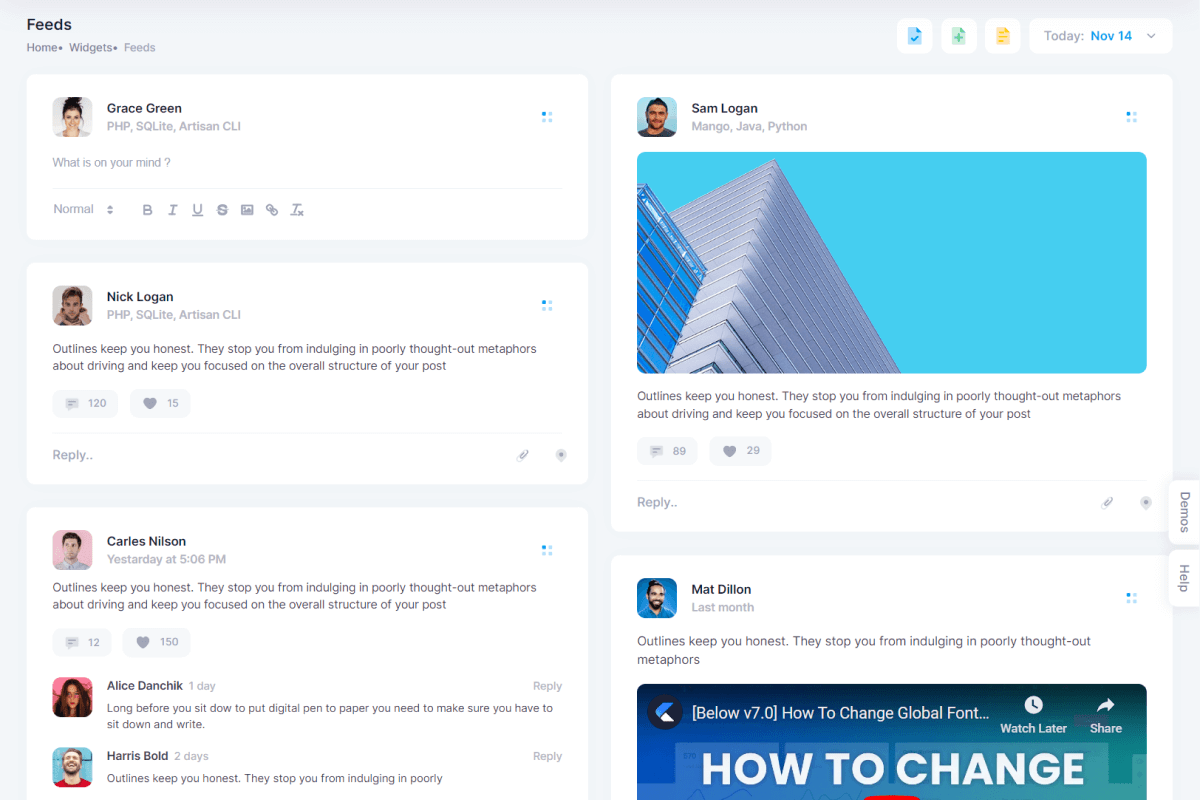 Feeds
Home• Widgets• Feeds
Today: Nov 14
Grace Green
PHP, SQLite, Artisan CLI
What is on your mind ?
Normal
Nick Logan
PHP, SQLite, Artisan CLI
Outlines keep you honest. They stop you from indulging in poorly thought-out metaphors
about driving and keep you focused on the overall structure of your post
120 15
Reply..
Carles Nilson
Yestarday at 5:06 PM
Outlines keep you honest. They stop you from indulging in poorly thought-out metaphors
about driving and keep you focused on the overall structure of your post
12 150
Alice Danchik 1 day Reply
Long before you sit dow to put digital pen to paper you need to make sure you have to
sit down and write.
Harris Bold 2 days Reply
Outlines keep you honest. They stop you from indulging in poorly
Sam Logan
Mango, Java, Python
Outlines keep you honest. They stop you from indulging in poorly thought-out metaphors
about driving and keep you focused on the overall structure of your post
89 29
Reply..
Mat Dillon
Last month
Outlines keep you honest. They stop you from indulging in poorly thought-out
metaphors
[Below v7.0] How To Change Global Font...
Watch Later Share
HOW TO CHANGE
Demos
Help